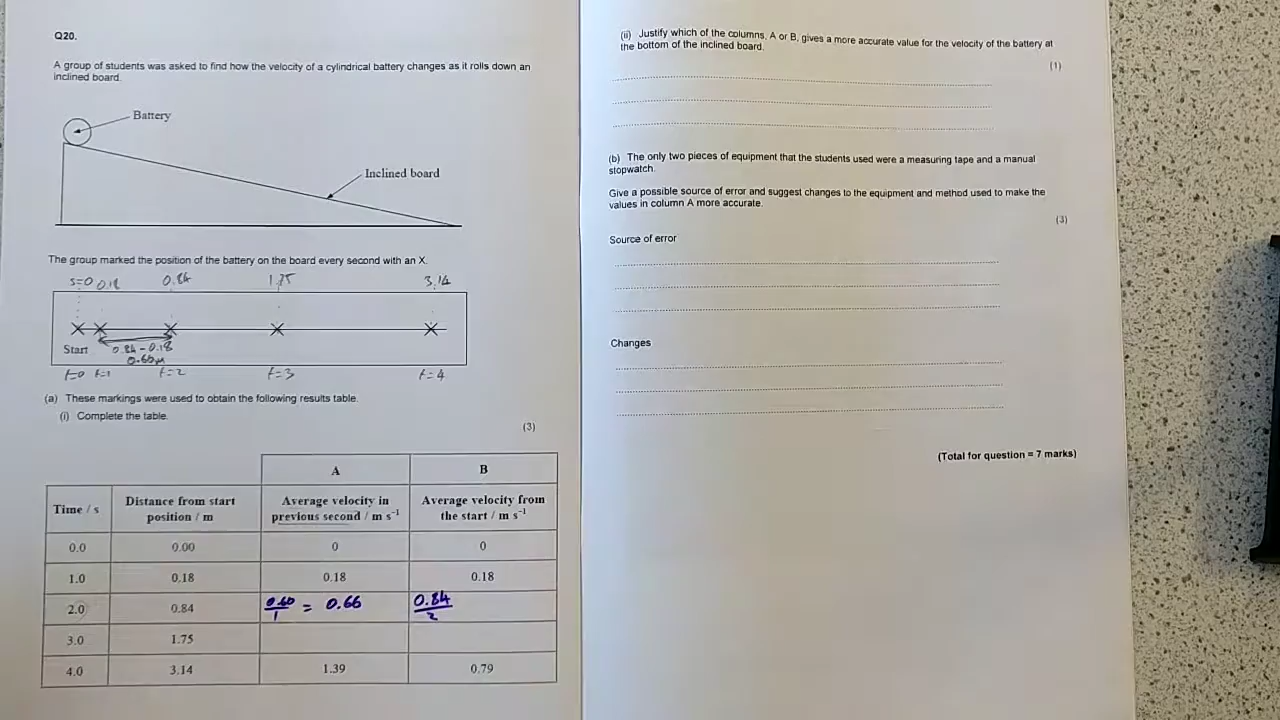 Q20.
A group of students was asked to find how the velocity of a cylindrical battery changes as it rolls down an
inclined board.
Battery
Inclined board
The group marked the position of the battery on the board every second with an X.
s=0 0.18 0.84 1.75 3.14
Start 0.84 - 0.18
0.66m
t=0 t=1 t=2 t=3 t=4
(a) These markings were used to obtain the following results table.
(i) Complete the table.
(3)
A B
Time / s Distance from start position / m Average velocity in previous second / m s⁻¹ Average velocity from the start / m s⁻¹
0.0 0.00 0 0
1.0 0.18 0.18 0.18
2.0 0.84 0.60/1 = 0.66 0.84/2
3.0 1.75
4.0 3.14 1.39 0.79
(ii) Justify which of the columns, A or B, gives a more accurate value for the velocity of the battery at
the bottom of the inclined board.
(1)
(b) The only two pieces of equipment that the students used were a measuring tape and a manual
stopwatch.
Give a possible source of error and suggest changes to the equipment and method used to make the
values in column A more accurate.
(3)
Source of error
Changes
(Total for question = 7 marks)